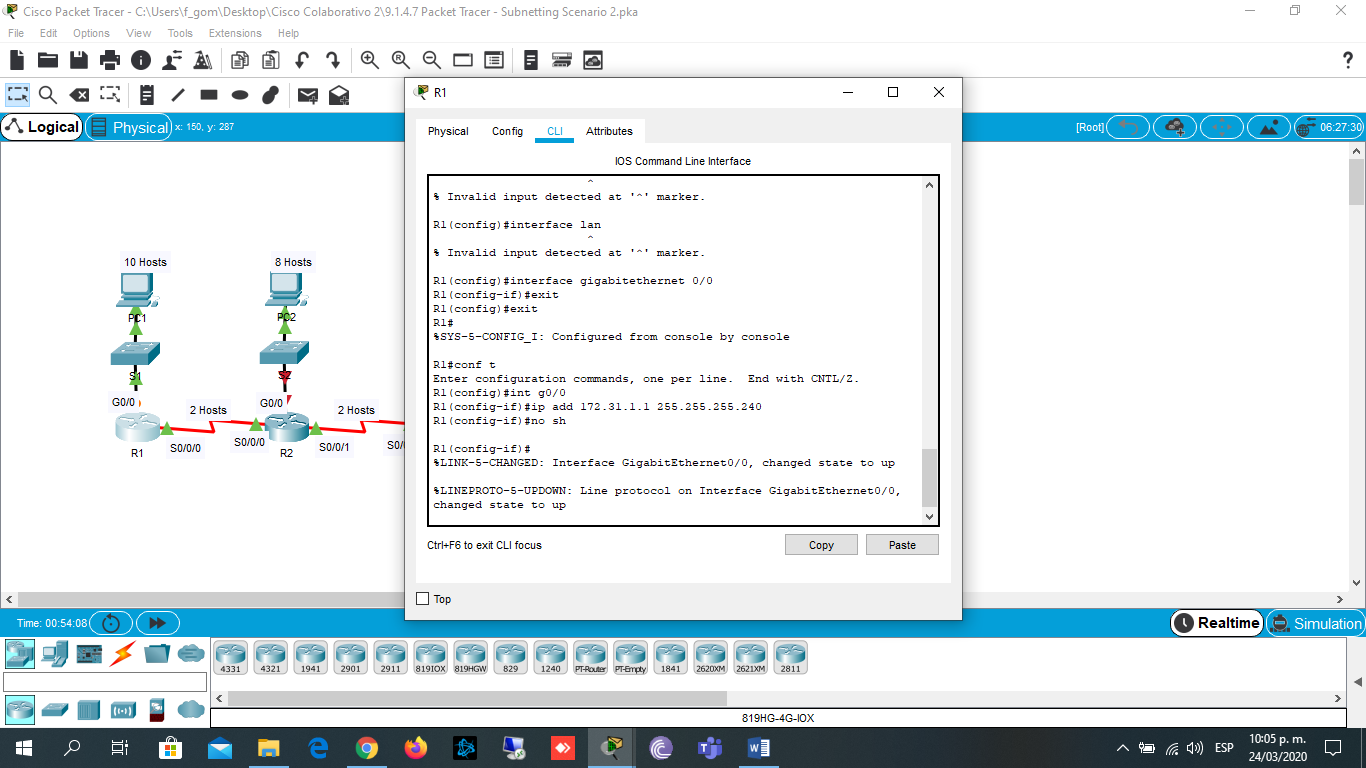 Cisco Packet Tracer - C:\Users\f_gom\Desktop\Cisco Colaborativo 2\9.1.4.7 Packet Tracer - Subnetting Scenario 2.pka
File Edit Options View Tools Extensions Help
Logical
Physical x: 150, y: 287
[Root]
06:27:30
10 Hosts
8 Hosts
PC1
PC2
S1
S2
G0/0
G0/0
2 Hosts
2 Hosts
S0/0/0
S0/0/0
S0/0/1
R1
R2
R1
Physical Config CLI Attributes
IOS Command Line Interface
^
% Invalid input detected at '^' marker.
R1(config)#interface lan
^
% Invalid input detected at '^' marker.
R1(config)#interface gigabitethernet 0/0
R1(config-if)#exit
R1(config)#exit
R1#
%SYS-5-CONFIG_I: Configured from console by console
R1#conf t
Enter configuration commands, one per line. End with CNTL/Z.
R1(config)#int g0/0
R1(config-if)#ip add 172.31.1.1 255.255.255.240
R1(config-if)#no sh
R1(config-if)#
%LINK-5-CHANGED: Interface GigabitEthernet0/0, changed state to up
%LINEPROTO-5-UPDOWN: Line protocol on Interface GigabitEthernet0/0,
changed state to up
Ctrl+F6 to exit CLI focus
Copy
Paste
Top
Time: 00:54:08
Realtime
Simulation
4331 4321 1941 2901 2911 819IOX 819HGW 829 1240 PT-Router PT-Empty 1841 2620XM 2621XM 2811
819HG-4G-IOX
ESP
10:05 p. m.
24/03/2020